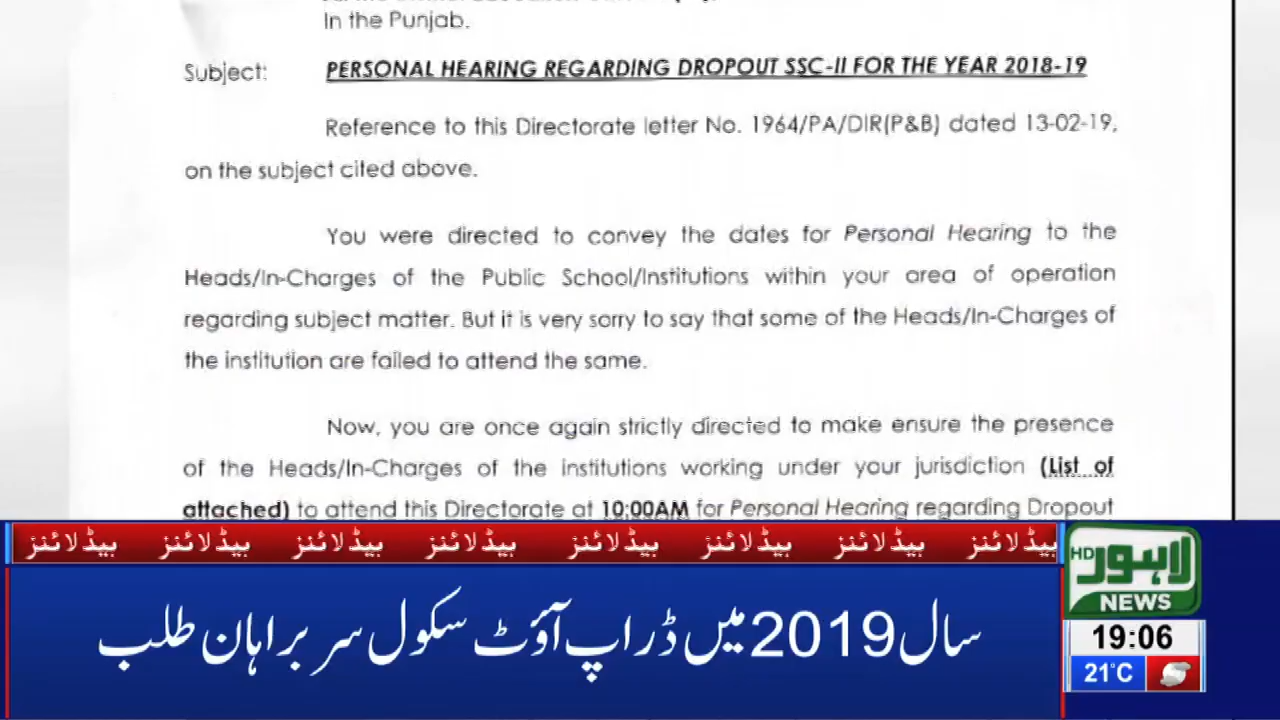 In the Punjab.
Subject: PERSONAL HEARING REGARDING DROPOUT SSC-II FOR THE YEAR 2018-19
Reference to this Directorate letter No. 1964/PA/DIR(P&B) dated 13-02-19,
on the subject cited above.
You were directed to convey the dates for Personal Hearing to the
Heads/In-Charges of the Public School/Institutions within your area of operation
regarding subject matter. But it is very sorry to say that some of the Heads/In-Charges of
the institution are failed to attend the same.
Now, you are once again strictly directed to make ensure the presence
of the Heads/In-Charges of the institutions working under your jurisdiction (List of
attached) to attend this Directorate at 10:00AM for Personal Hearing regarding Dropout
ہیڈلائنز ہیڈلائنز ہیڈلائنز ہیڈلائنز ہیڈلائنز ہیڈلائنز ہیڈلائنز ہیڈلائنز
سال 2019 میں ڈراپ آؤٹ سکول سربراہان طلب
لاہور HD
NEWS
19:06
21°C